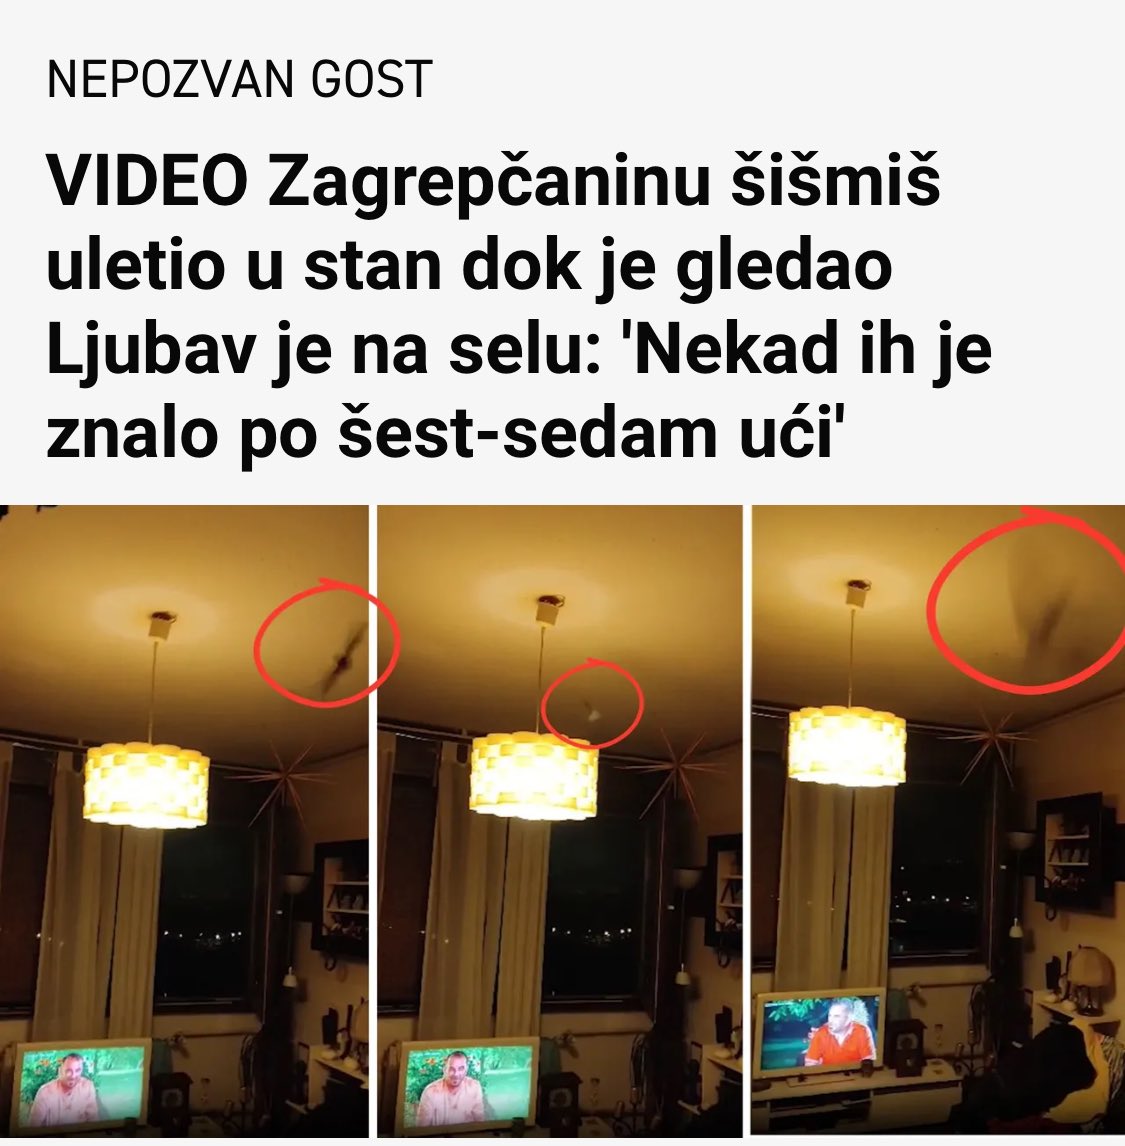 NEPOZVAN GOST
VIDEO Zagrepčaninu šišmiš
uletio u stan dok je gledao
Ljubav je na selu: 'Nekad ih je
znalo po šest-sedam ući'